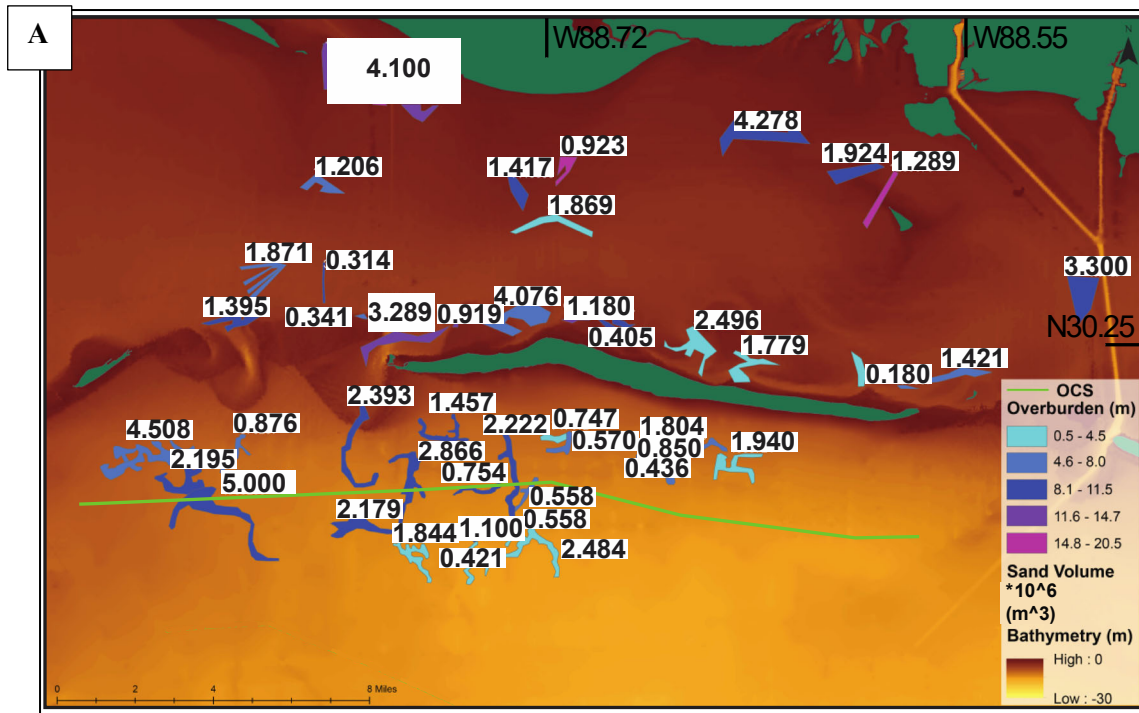 A
W88.72
W88.55
N
4.100
4.278
0.923
1.924
1.289
1.206
1.417
1.869
1.871
0.314
3.300
1.395
0.341
3.289
0.919
4.076
1.180
0.405
2.496
N30.25
1.779
0.180
1.421
2.393
1.457
2.222
0.747
1.804
4.508
0.876
0.570
0.850
1.940
2.195
2.866
0.436
5.000
0.754
0.558
2.179
1.844
1.100
0.558
0.421
2.484
OCS
Overburden (m)
0.5 - 4.5
4.6 - 8.0
8.1 - 11.5
11.6 - 14.7
14.8 - 20.5
Sand Volume
*10^6
(m^3)
Bathymetry (m)
High : 0
Low : -30
0 2 4 8 Miles